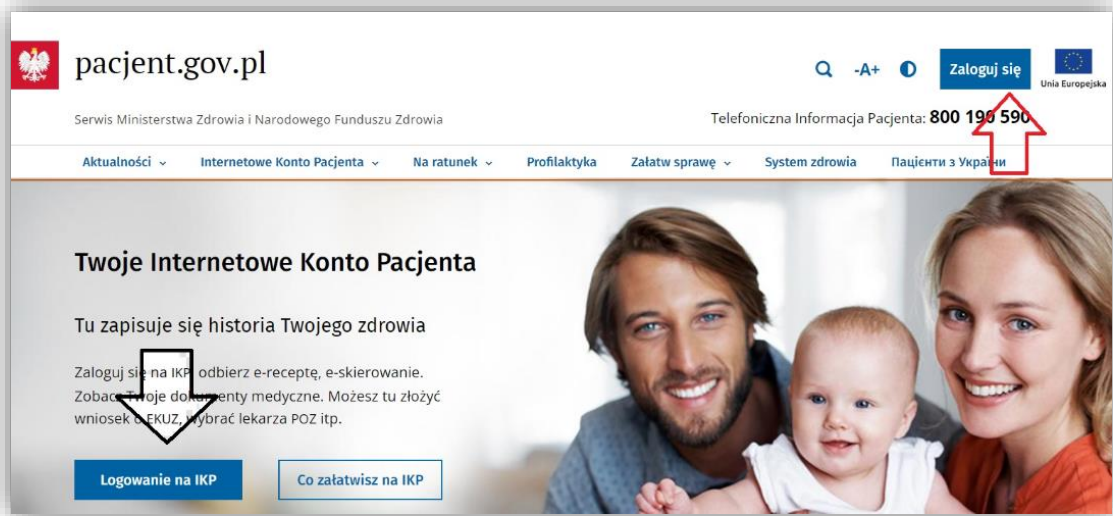 pacjent.gov.pl
-A+
Zaloguj się
Unia Europejska
Serwis Ministerstwa Zdrowia i Narodowego Funduszu Zdrowia
Telefoniczna Informacja Pacjenta: 800 190 590
Aktualności Internetowe Konto Pacjenta Na ratunek Profilaktyka Załatw sprawę System zdrowia Пацієнти з України
Twoje Internetowe Konto Pacjenta
Tu zapisuje się historia Twojego zdrowia
Zaloguj się na IKP, odbierz e-receptę, e-skierowanie.
Zobacz Twoje dokumenty medyczne. Możesz tu złożyć
wniosek o EKUZ, wybrać lekarza POZ itp.
Logowanie na IKP
Co załatwisz na IKP